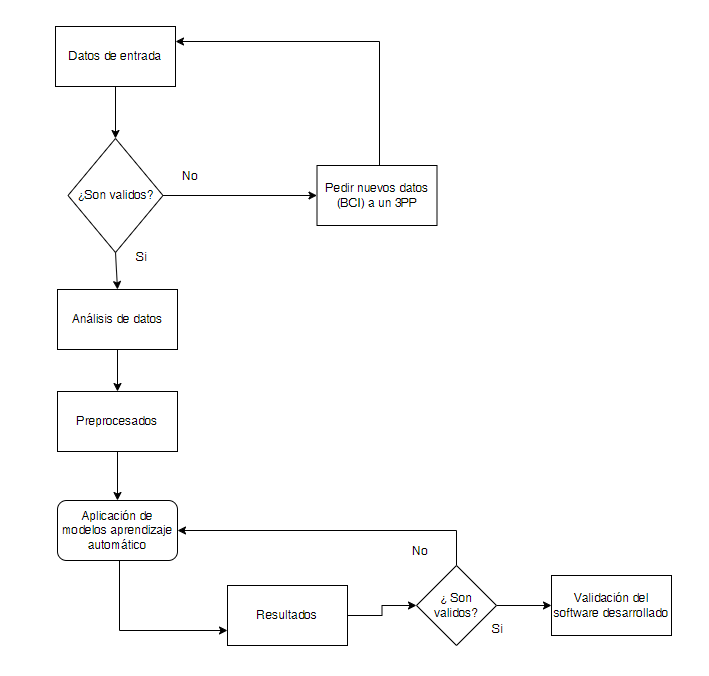 Datos de entrada
¿Son validos?
No
Pedir nuevos datos
(BCI) a un 3PP
Si
Análisis de datos
Preprocesados
Aplicación de
modelos aprendizaje
automático
Resultados
No
¿ Son
validos?
Si
Validación del
software desarrollado